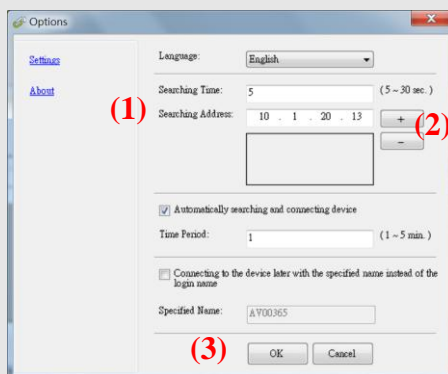 Options
Settings
About
Language:
English
(1)
Searching Time:
5
(5 ~ 30 sec.)
Searching Address:
10 . 1 . 20 . 13
+
(2)
−
Automatically searching and connecting device
Time Period:
1
(1 ~ 5 min.)
Connecting to the device later with the specified name instead of the
login name
Specified Name:
AV00365
(3)
OK
Cancel